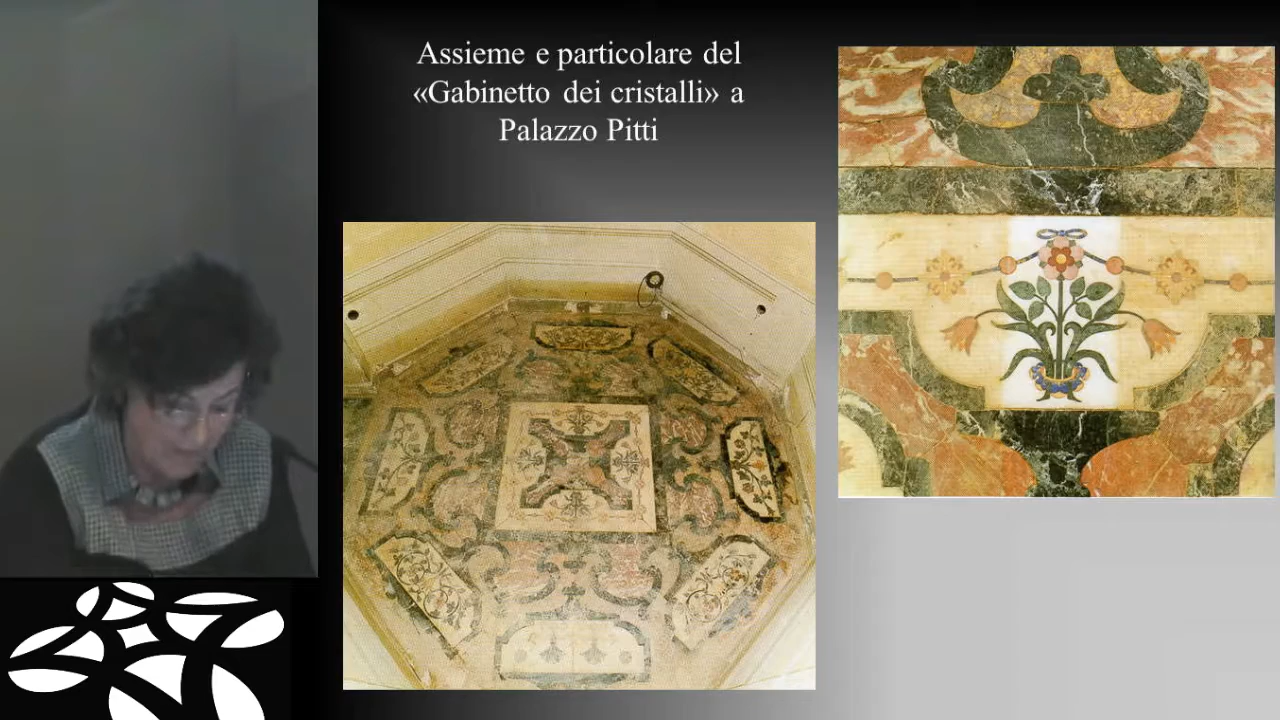 Assieme e particolare del
«Gabinetto dei cristalli» a
Palazzo Pitti